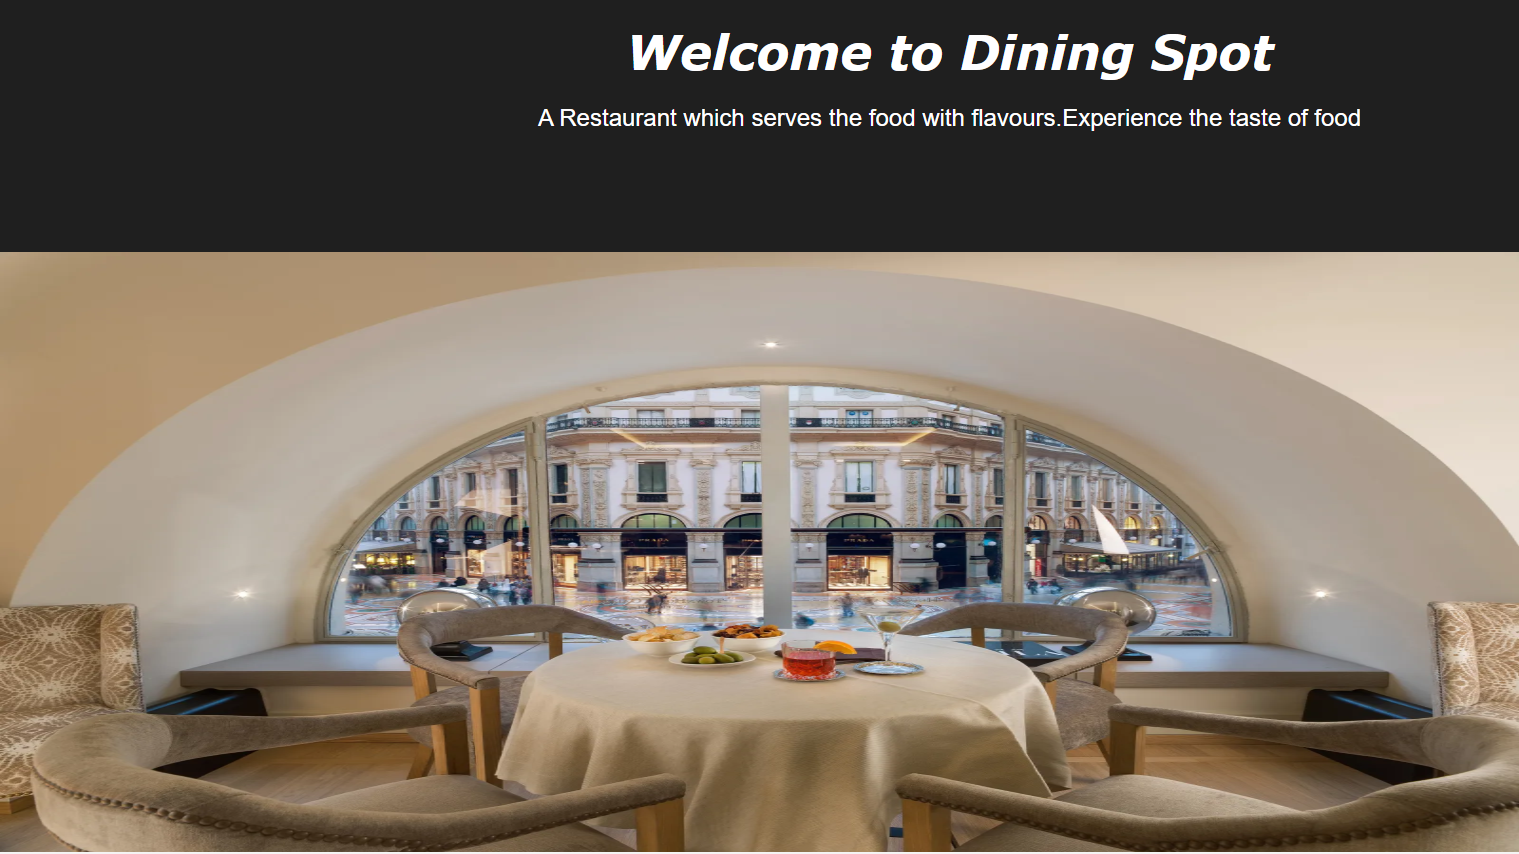 Welcome to Dining Spot
A Restaurant which serves the food with flavours.Experience the taste of food